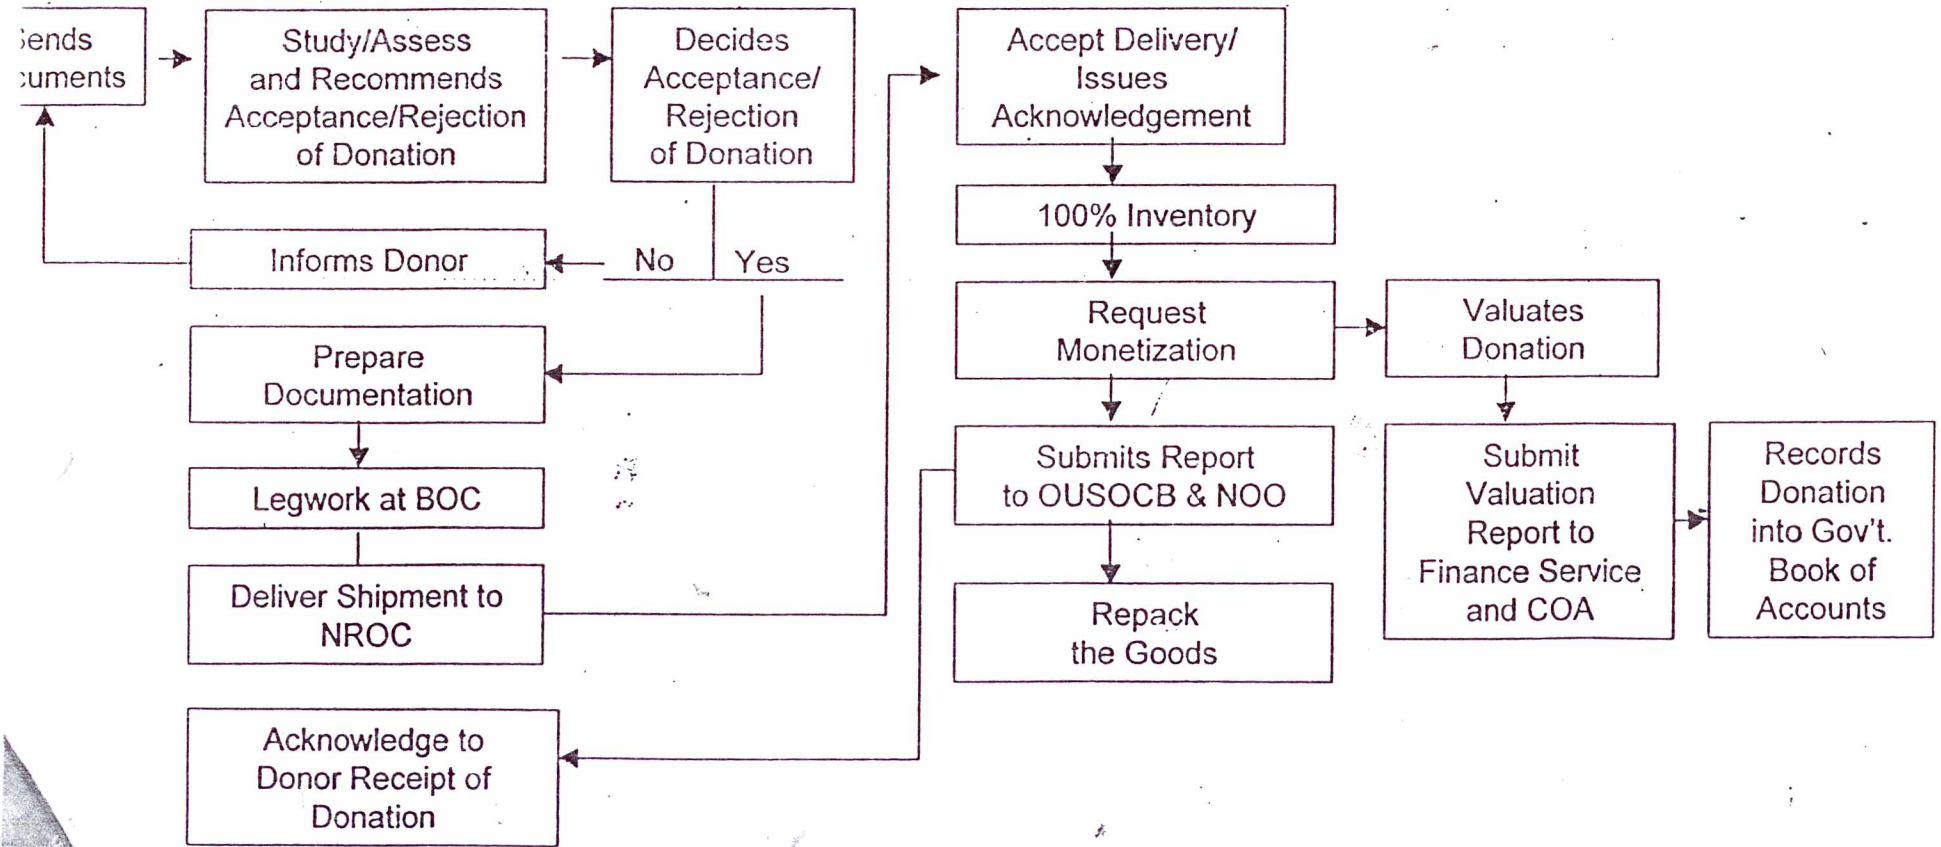 Study/Assess
and Recommends
Acceptance/Rejection
of Donation
Decides
Acceptance/
Rejection
of Donation
Informs Donor
No
Yes
Prepare
Documentation
Legwork at BOC
Deliver Shipment to
NROC
Acknowledge to
Donor Receipt of
Donation
Accept Delivery/
Issues
Acknowledgement
100% Inventory
Request
Monetization
Submits Report
to OUSOCB & NOO
Repack
the Goods
Valuates
Donation
Submit
Valuation
Report to
Finance Service
and COA
Records
Donation
into Gov't.
Book of
Accounts